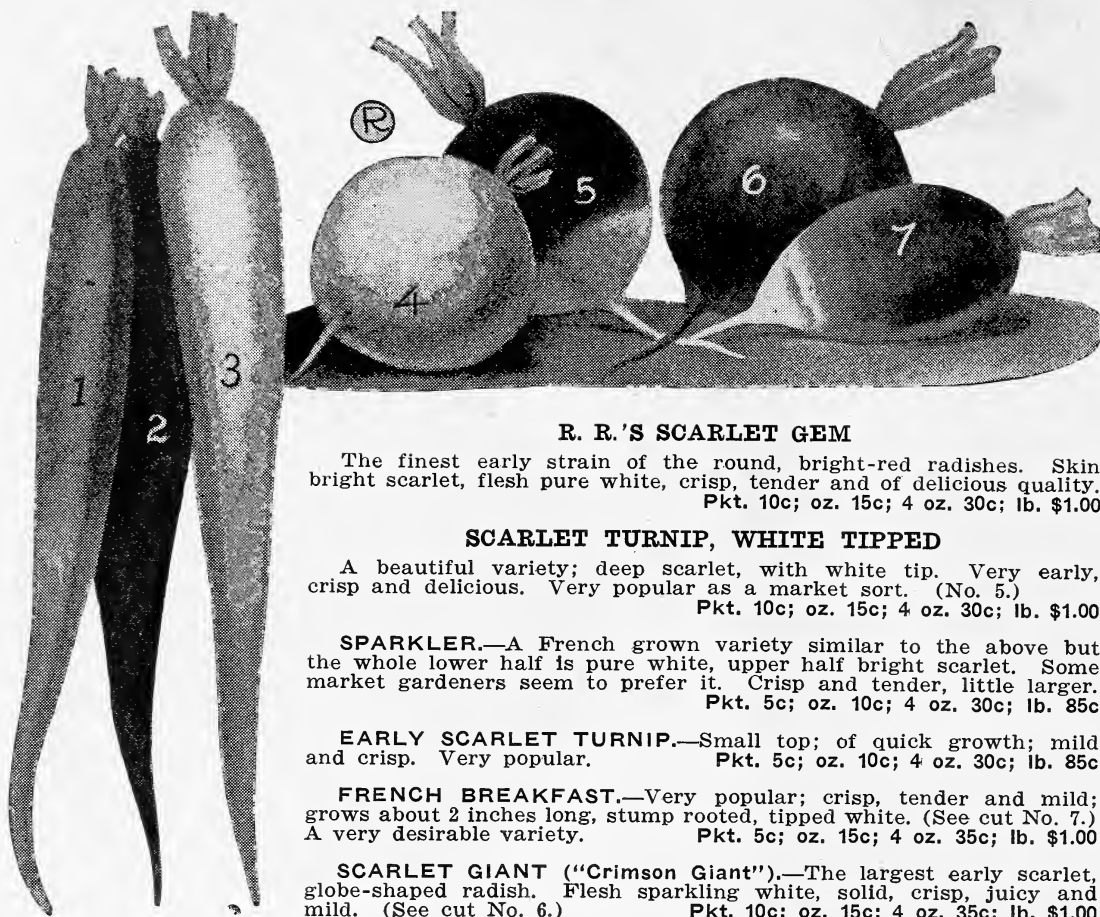 R
1
2
3
4
5
6
7
R. R.'S SCARLET GEM
The finest early strain of the round, bright-red radishes. Skin
bright scarlet, flesh pure white, crisp, tender and of delicious quality.
Pkt. 10c; oz. 15c; 4 oz. 30c; lb. $1.00
SCARLET TURNIP, WHITE TIPPED
A beautiful variety; deep scarlet, with white tip. Very early,
crisp and delicious. Very popular as a market sort. (No. 5.)
Pkt. 10c; oz. 15c; 4 oz. 30c; lb. $1.00
SPARKLER.—A French grown variety similar to the above but
the whole lower half is pure white, upper half bright scarlet. Some
market gardeners seem to prefer it. Crisp and tender, little larger.
Pkt. 5c; oz. 10c; 4 oz. 30c; lb. 85c
EARLY SCARLET TURNIP.—Small top; of quick growth; mild
and crisp. Very popular. Pkt. 5c; oz. 10c; 4 oz. 30c; lb. 85c
FRENCH BREAKFAST.—Very popular; crisp, tender and mild;
grows about 2 inches long, stump rooted, tipped white. (See cut No. 7.)
A very desirable variety. Pkt. 5c; oz. 15c; 4 oz. 35c; lb. $1.00
SCARLET GIANT ("Crimson Giant").—The largest early scarlet,
globe-shaped radish. Flesh sparkling white, solid, crisp, juicy and
mild. (See cut No. 6.) Pkt. 10c; oz. 15c; 4 oz. 35c; lb. $1.00